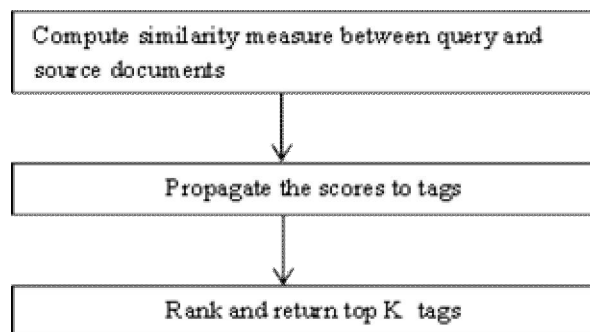 Compute similarity measure between query and
source documents
Propagate the scores to tags
Rank and return top K tags